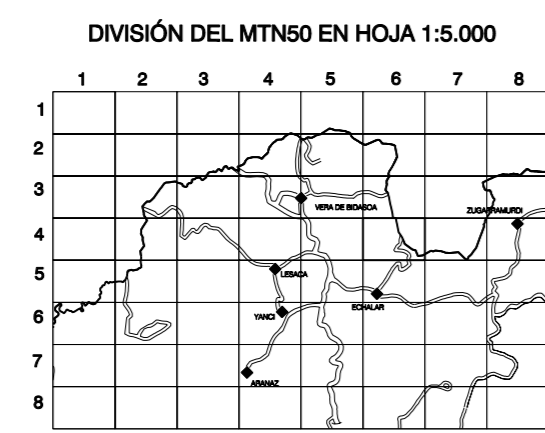 DIVISIÓN DEL MTN50 EN HOJA 1:5.000
1 2 3 4 5 6 7 8
1
2
3
VERA DE BIDASOA
ZUGARRAMURDI
4
5
LESACA
ECHALAR
6
YANCI
7
ARANAZ
8